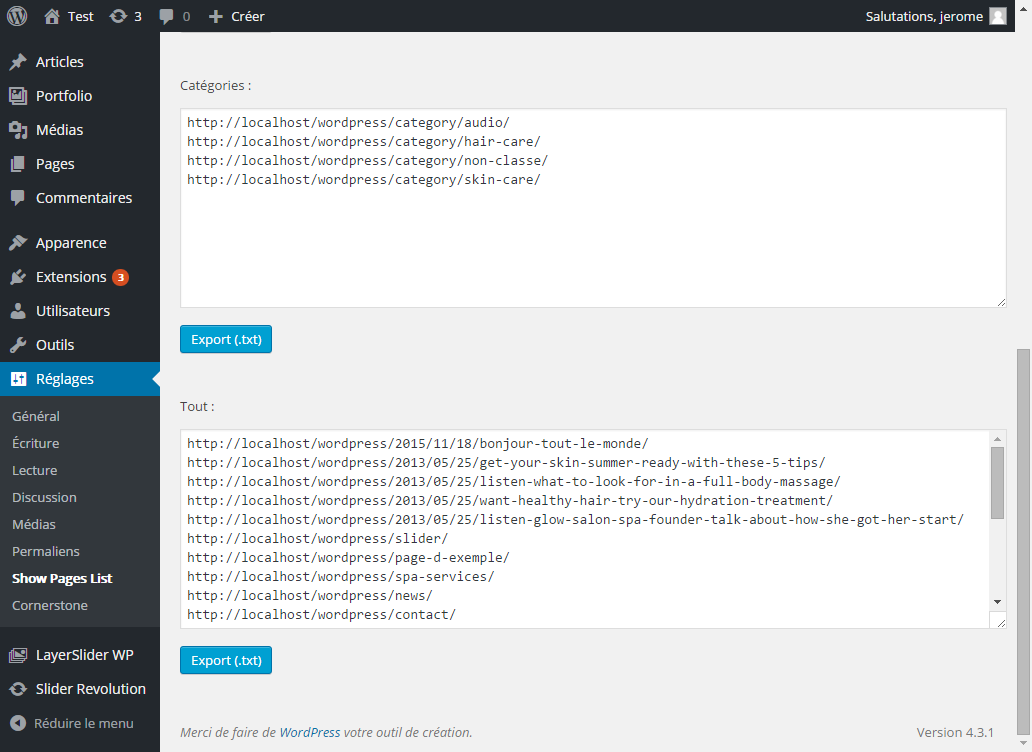 Test 3 0 Créer Salutations, jerome
Articles
Portfolio
Médias
Pages
Commentaires
Apparence
Extensions 3
Utilisateurs
Outils
Réglages
Général
Écriture
Lecture
Discussion
Médias
Permaliens
Show Pages List
Cornerstone
LayerSlider WP
Slider Revolution
Réduire le menu
Catégories :
http://localhost/wordpress/category/audio/
http://localhost/wordpress/category/hair-care/
http://localhost/wordpress/category/non-classe/
http://localhost/wordpress/category/skin-care/
Export (.txt)
Tout :
http://localhost/wordpress/2015/11/18/bonjour-tout-le-monde/
http://localhost/wordpress/2013/05/25/get-your-skin-summer-ready-with-these-5-tips/
http://localhost/wordpress/2013/05/25/listen-what-to-look-for-in-a-full-body-massage/
http://localhost/wordpress/2013/05/25/want-healthy-hair-try-our-hydration-treatment/
http://localhost/wordpress/2013/05/25/listen-glow-salon-spa-founder-talk-about-how-she-got-her-start/
http://localhost/wordpress/slider/
http://localhost/wordpress/page-d-exemple/
http://localhost/wordpress/spa-services/
http://localhost/wordpress/news/
http://localhost/wordpress/contact/
Export (.txt)
Merci de faire de WordPress votre outil de création. Version 4.3.1